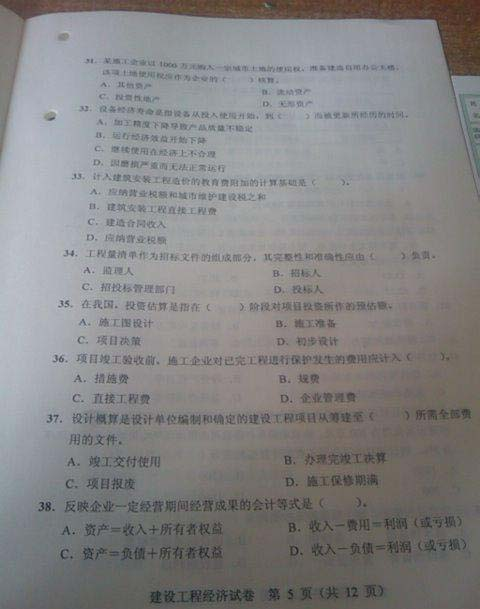 31. 某施工企业以 1000 万元购入一宗城市土地的使用权，准备建造自用办公大楼，
该项土地使用权应作为企业的（ ）核算。
A. 其他资产 B. 流动资产
C. 投资性地产 D. 无形资产
32. 设备经济寿命是指设备从投入使用开始，到（ ）而被更新所经历的时间。
A. 加工精度下降导致产品质量不稳定
B. 运行经济效益开始下降
C. 继续使用在经济上不合理
D. 因磨损严重而无法正常运行
33. 计入建筑安装工程造价的教育费附加的计算基础是（ ）。
A. 应纳营业税额和城市维护建设税之和
B. 建筑安装工程直接工程费
C. 建造合同收入
D. 应纳营业税额
34. 工程量清单作为招标文件的组成部分，其完整性和准确性应由（ ）负责。
A. 监理人 B. 招标人
C. 招投标管理部门 D. 投标人
35. 在我国，投资估算是指在（ ）阶段对项目投资所作的预估额。
A. 施工图设计 B. 施工准备
C. 项目决策 D. 初步设计
36. 项目竣工验收前，施工企业对已完工程进行保护发生的费用应计入（ ）。
A. 措施费 B. 规费
C. 直接工程费 D. 企业管理费
37. 设计概算是设计单位编制和确定的建设工程项目从筹建至（ ）所需全部费
用的文件。
A. 竣工交付使用 B. 办理完竣工决算
C. 项目报废 D. 施工保修期满
38. 反映企业一定经营期间经营成果的会计等式是（ ）。
A. 资产＝收入＋所有者权益 B. 收入－费用＝利润（或亏损）
C. 资产＝负债＋所有者权益 D. 收入－负债＝利润（或亏损）
建设工程经济试卷 第 5 页（共 12 页）